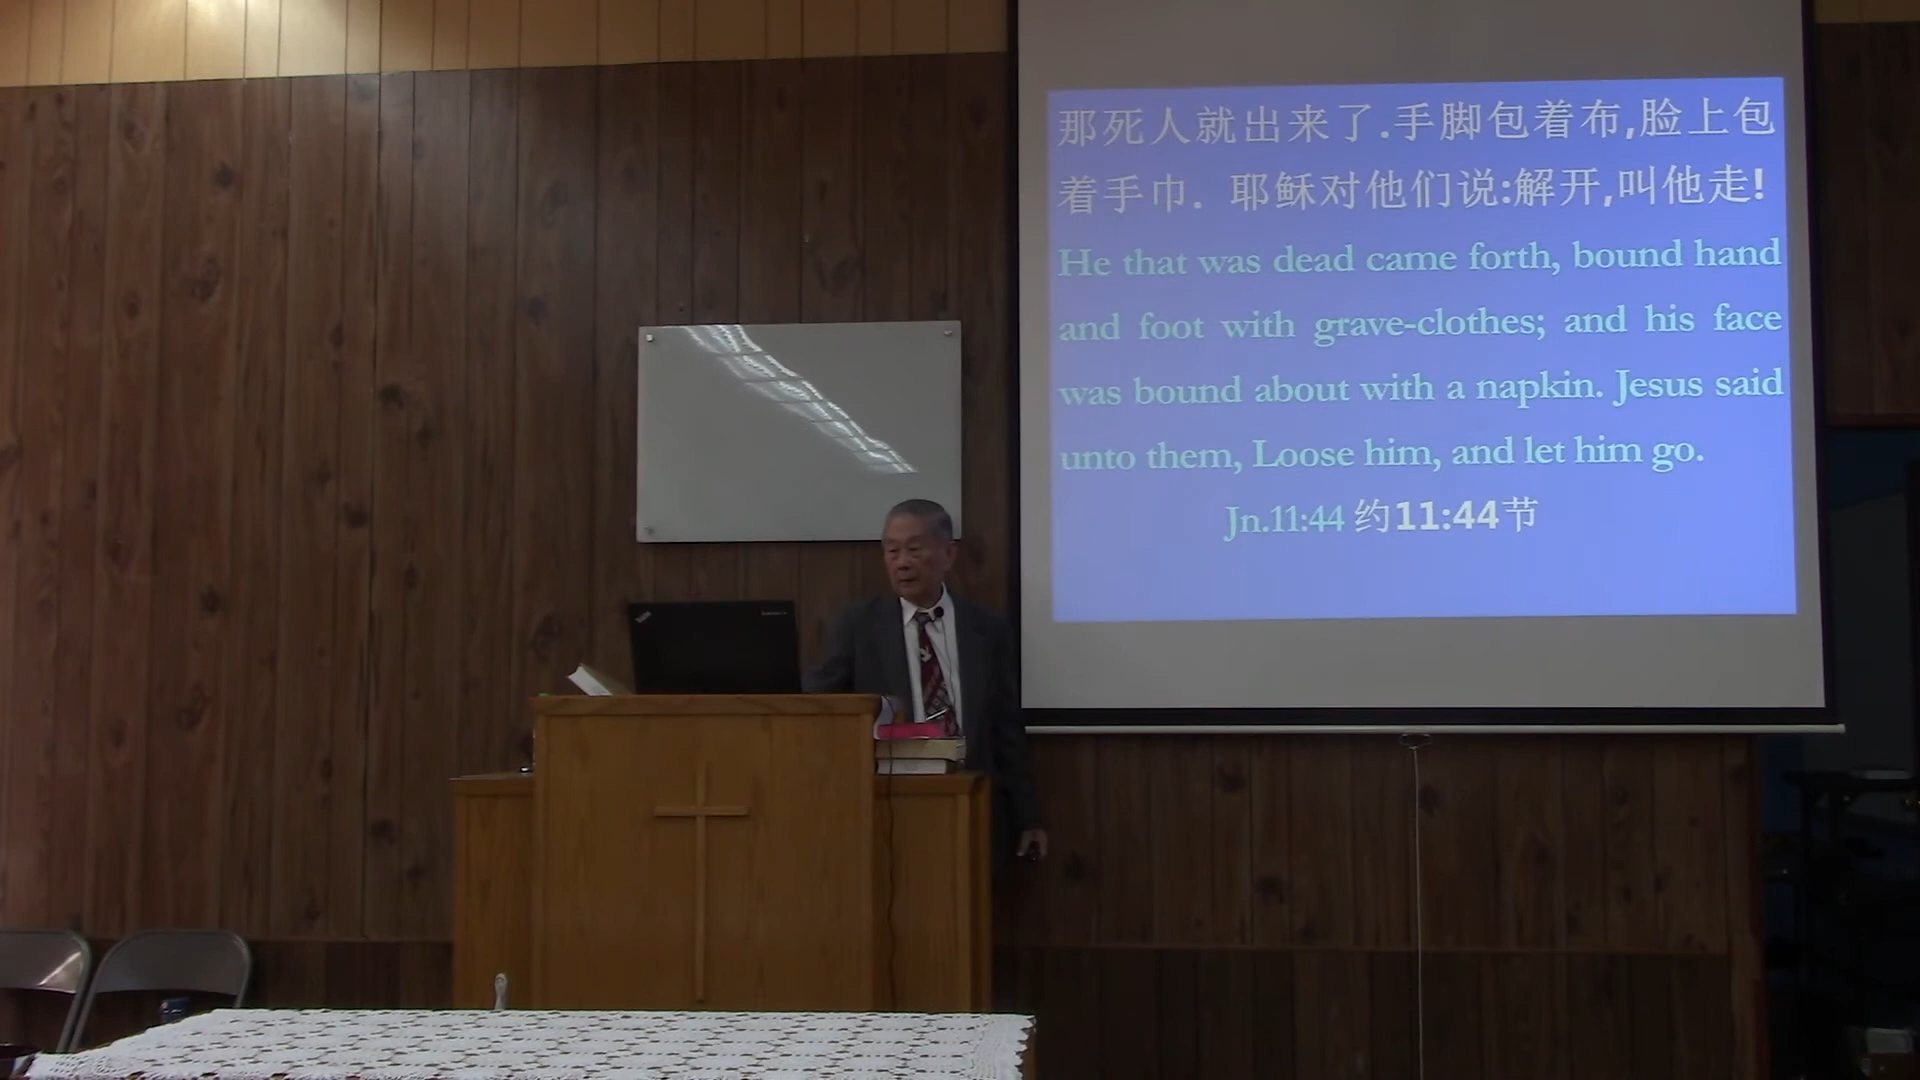 那死人就出来了.手脚包着布,脸上包
着手巾. 耶稣对他们说:解开,叫他走!
He that was dead came forth, bound hand
and foot with grave-clothes; and his face
was bound about with a napkin. Jesus said
unto them, Loose him, and let him go.
Jn.11:44 约11:44节